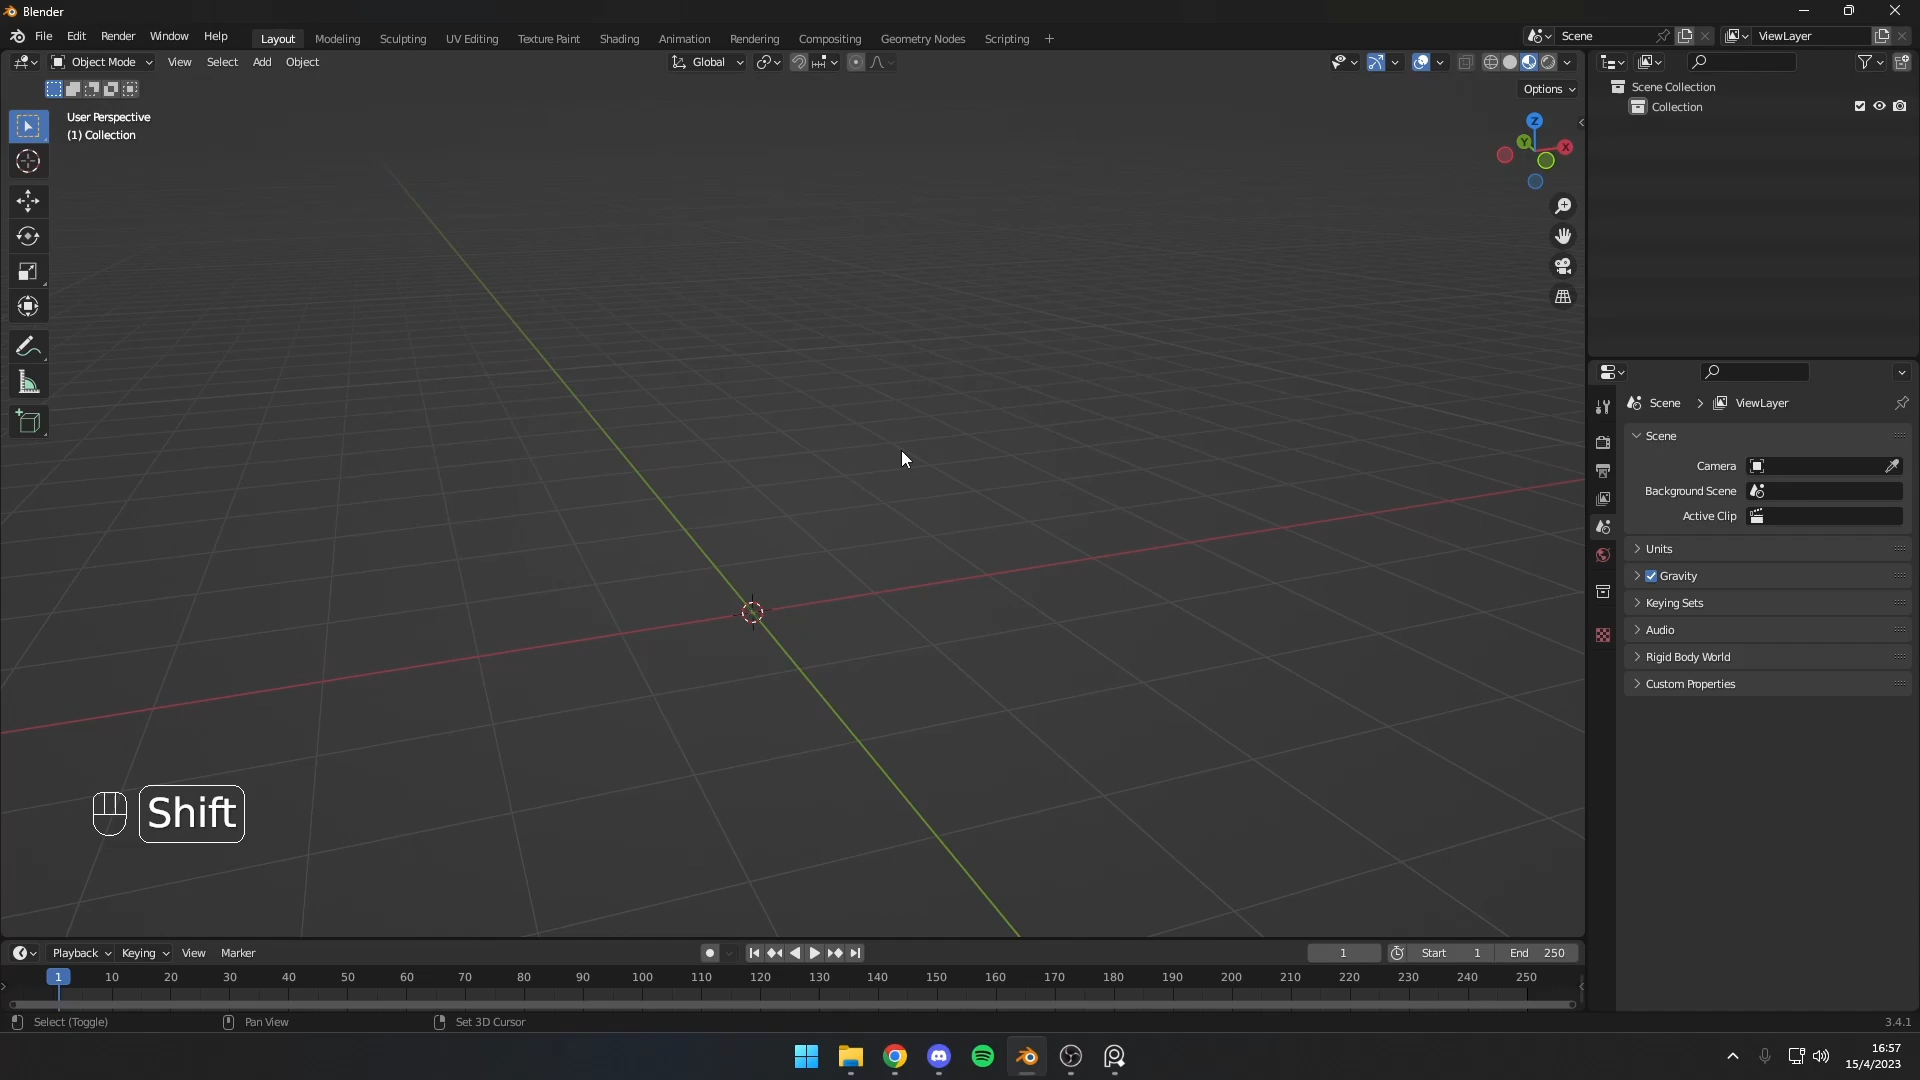 Blender
File Edit Render Window Help Layout Modeling Sculpting UV Editing Texture Paint Shading Animation Rendering Compositing Geometry Nodes Scripting + Scene ViewLayer
Object Mode View Select Add Object Global
Options
User Perspective
(1) Collection
Z
Y
X
Scene Collection
Collection
Scene > ViewLayer
Scene
Camera
Background Scene
Active Clip
Units
Gravity
Keying Sets
Audio
Rigid Body World
Custom Properties
Shift
Playback Keying View Marker 1 Start 1 End 250
1 10 20 30 40 50 60 70 80 90 100 110 120 130 140 150 160 170 180 190 200 210 220 230 240 250
Select (Toggle) Pan View Set 3D Cursor 3.4.1
16:57
15/4/2023